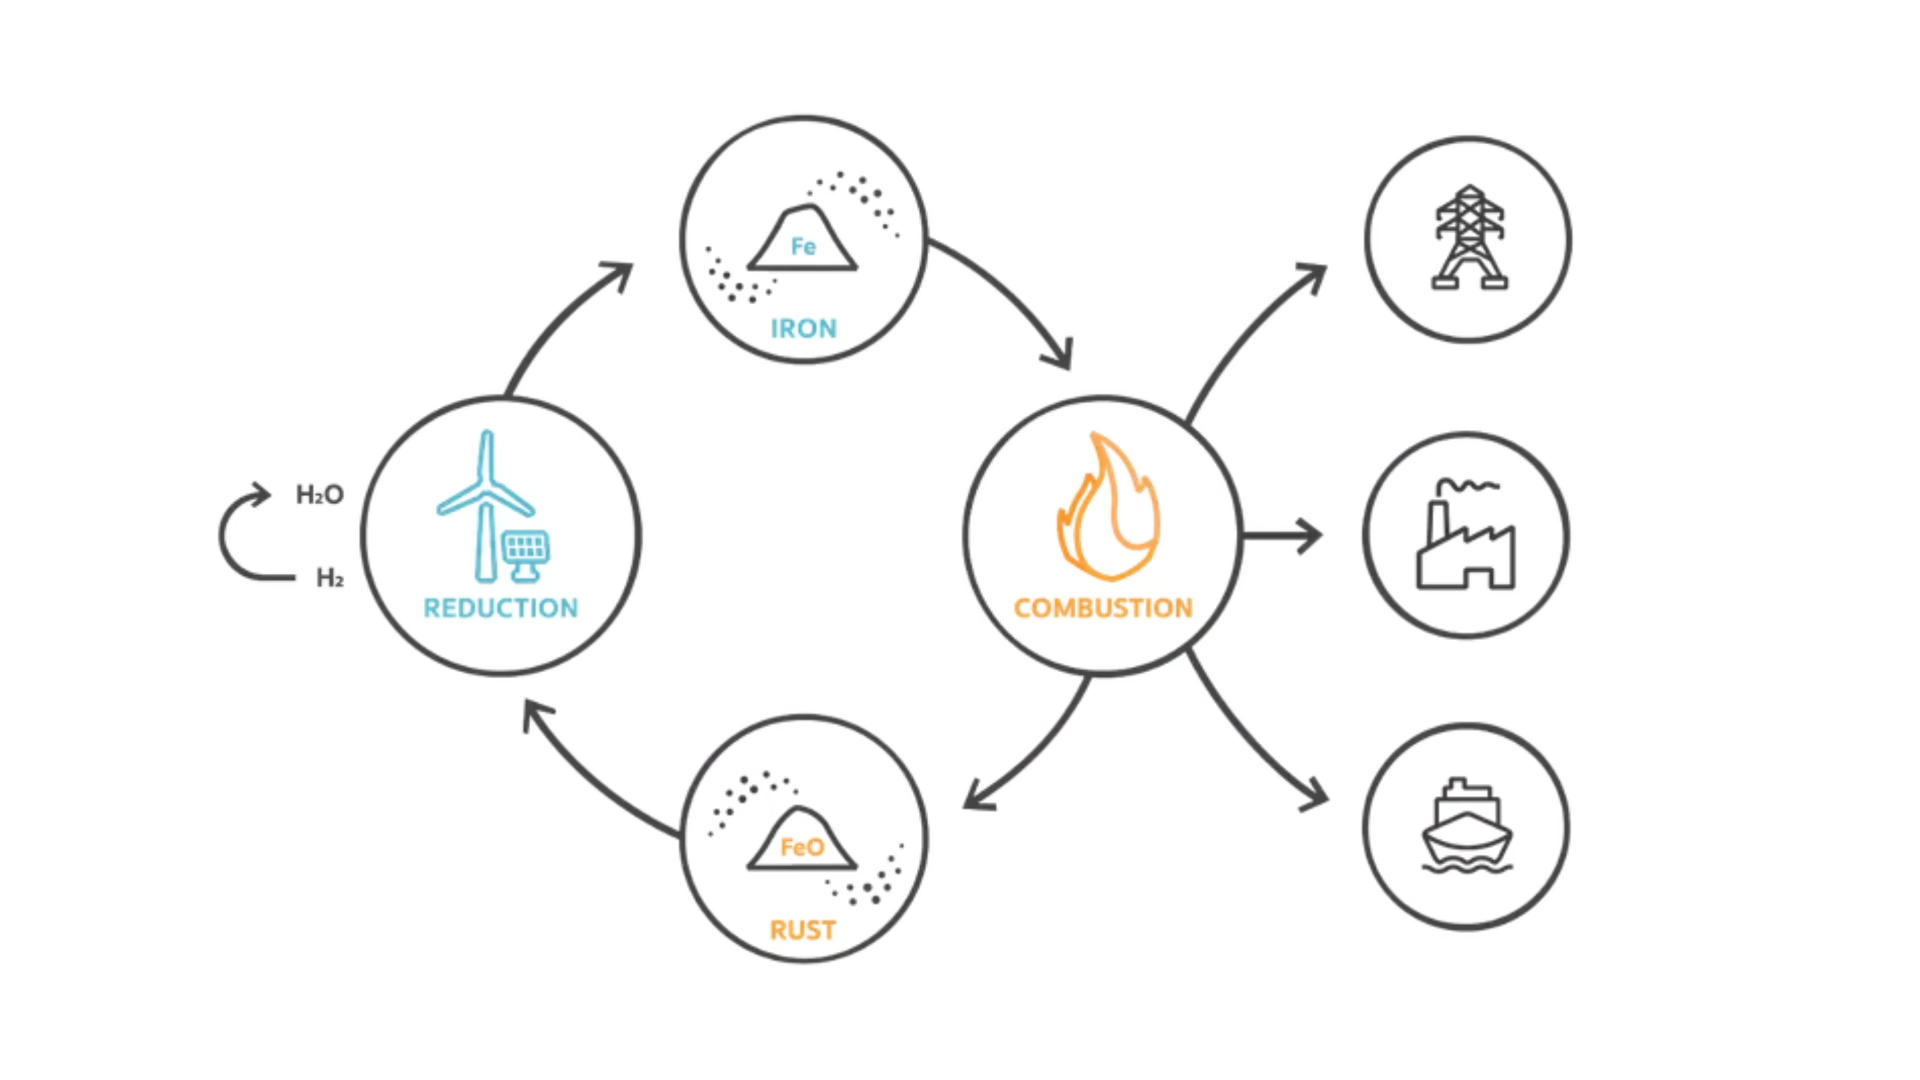 Fe
IRON
H₂O
H₂
REDUCTION
COMBUSTION
FeO
RUST